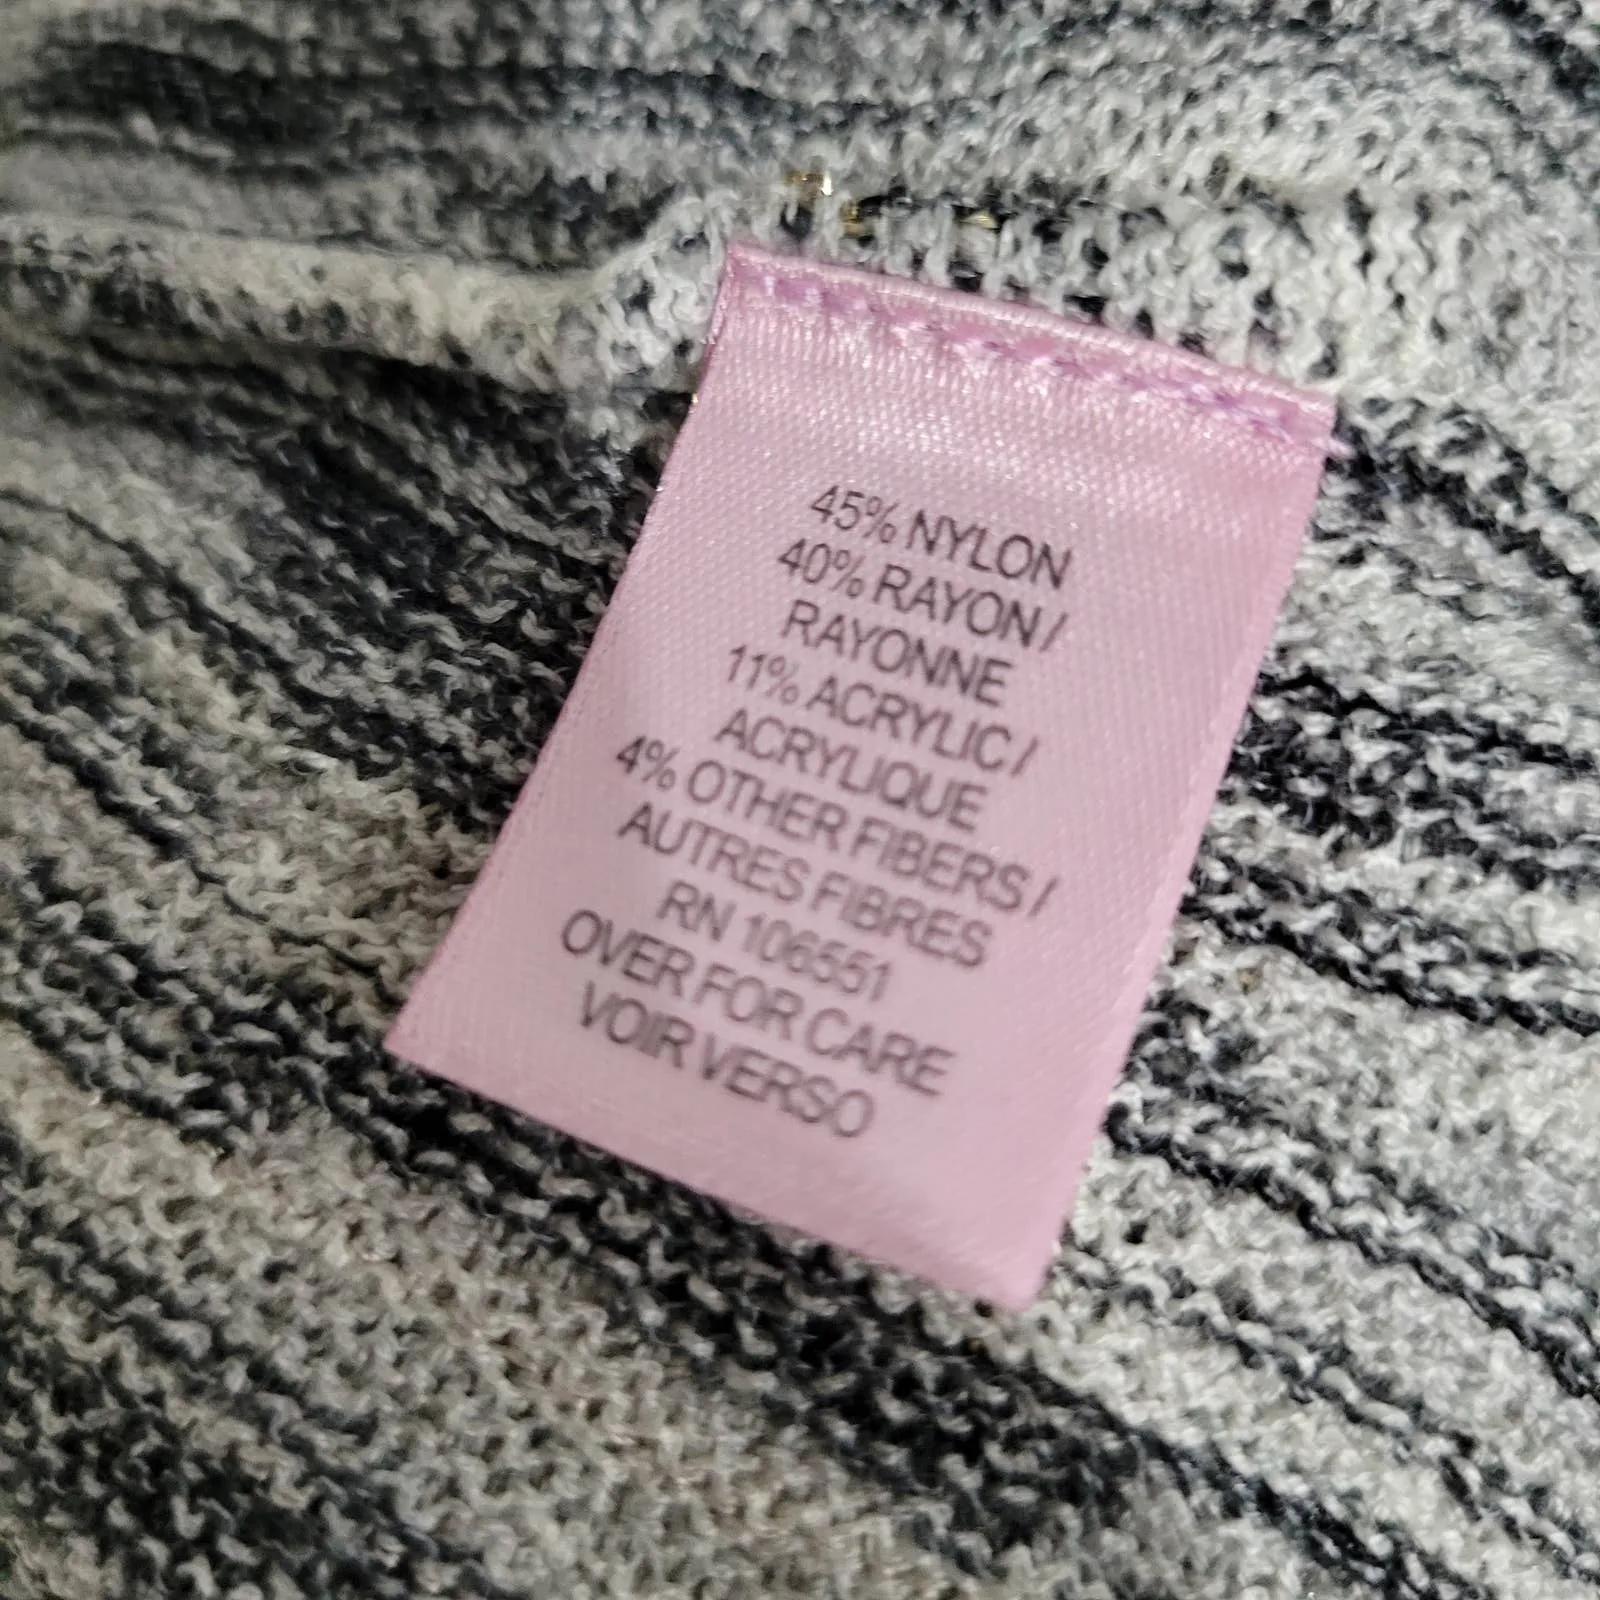 45% NYLON
40% RAYON /
RAYONNE
11% ACRYLIC /
ACRYLIQUE
4% OTHER FIBERS /
AUTRES FIBRES
RN 106551
OVER FOR CARE
VOIR VERSO